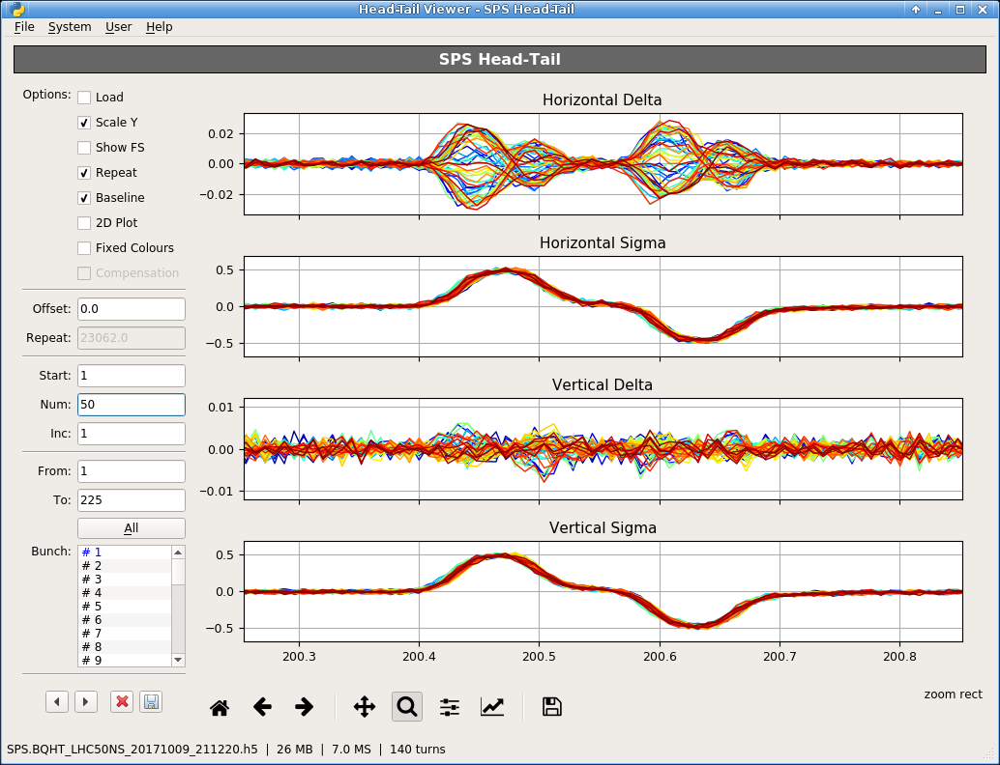 Head-Tail Viewer - SPS Head-Tail
File System User Help
SPS Head-Tail
Options:
Load
Scale Y
Show FS
Repeat
Baseline
2D Plot
Fixed Colours
Compensation
Offset: 0.0
Repeat: 23062.0
Start: 1
Num: 50
Inc: 1
From: 1
To: 225
All
Bunch:
# 1
# 2
# 3
# 4
# 5
# 6
# 7
# 8
# 9
Horizontal Delta
0.02
0.00
−0.02
Horizontal Sigma
0.5
0.0
−0.5
Vertical Delta
0.01
0.00
−0.01
Vertical Sigma
0.5
0.0
−0.5
200.3 200.4 200.5 200.6 200.7 200.8
zoom rect
SPS.BQHT_LHC50NS_20171009_211220.h5 | 26 MB | 7.0 MS | 140 turns